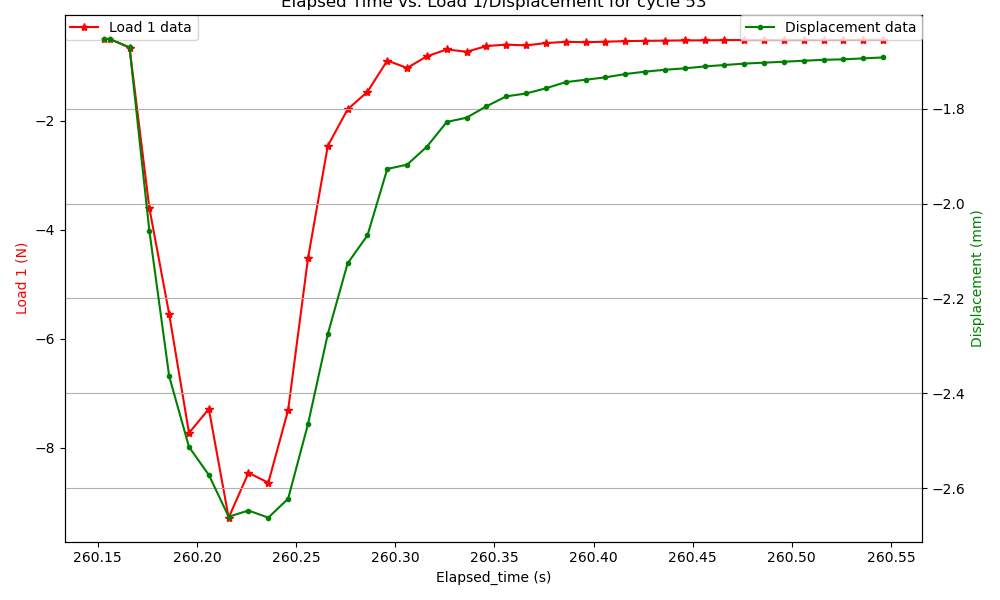 Elapsed Time vs. Load 1/Displacement for cycle 53
Load 1 data
Displacement data
−2
−4
−6
−8
Load 1 (N)
−1.8
−2.0
−2.2
−2.4
−2.6
Displacement (mm)
260.15 260.20 260.25 260.30 260.35 260.40 260.45 260.50 260.55
Elapsed_time (s)